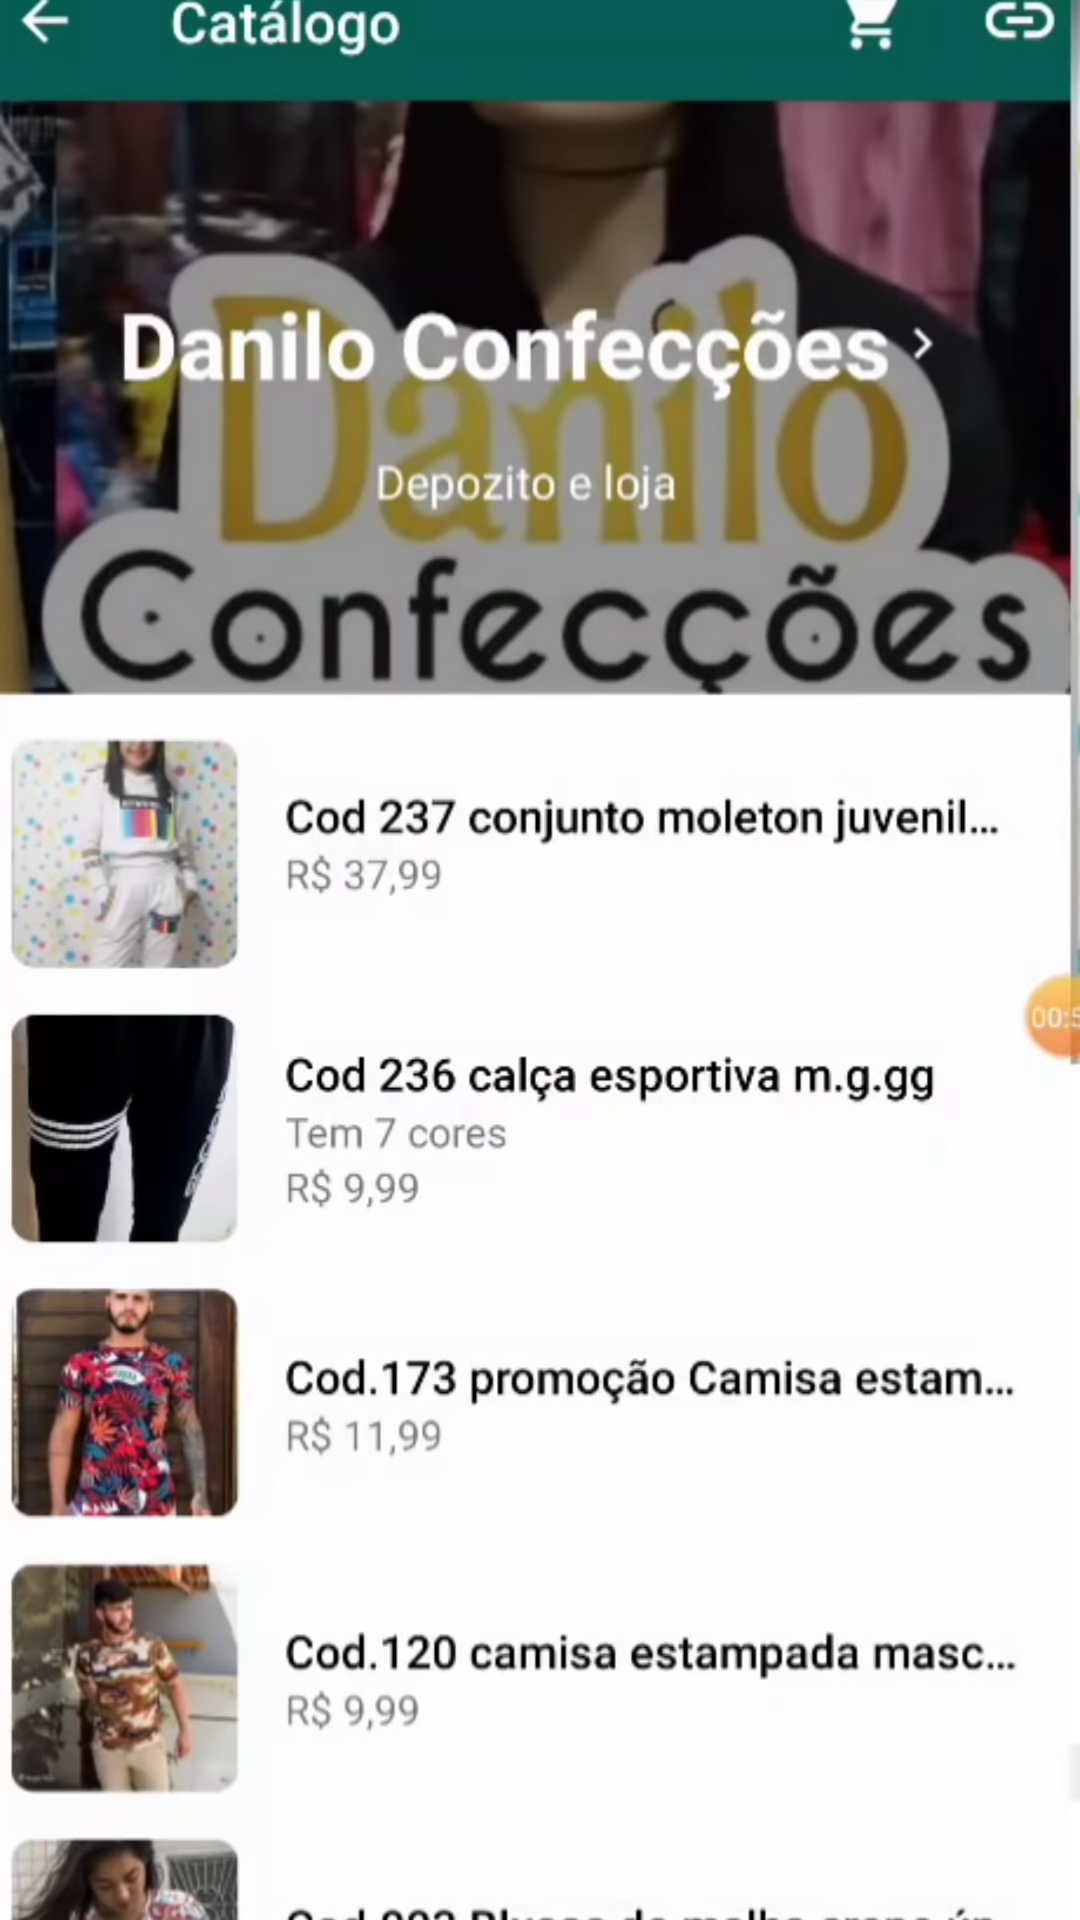 Catálogo
Danilo Confecções
Depozito e loja
Danilo
Confecções
Cod 237 conjunto moleton juvenil...
R$ 37,99
Cod 236 calça esportiva m.g.gg
Tem 7 cores
R$ 9,99
00:5
Cod.173 promoção Camisa estam...
R$ 11,99
Cod.120 camisa estampada masc...
R$ 9,99